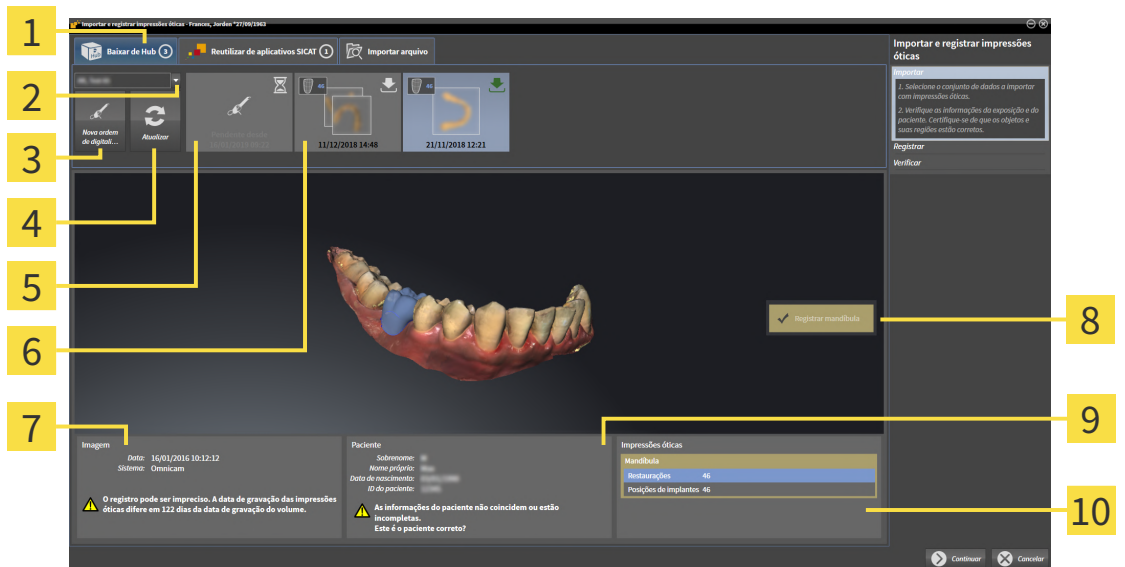 Importar e registrar impressões óticas - Frances, Jorden *27/09/1963
1
Baixar de Hub 3
Reutilizar de aplicativos SICAT 1
Importar arquivo
Importar e registrar impressões
óticas
Importar
1. Selecione o conjunto de dados a importar
com impressões óticas.
2. Verifique as informações da exposição e do
paciente. Certifique-se de que os objetos e
suas regiões estão corretos.
Registrar
Verificar
2
Nova ordem
de digitali...
Atualizar
Pendente desde
46
11/12/2018 14:48
46
21/11/2018 12:21
3
4
5
6
Registrar mandíbula
8
7
Imagem
Data: 16/01/2016 10:12:12
Sistema: Omnicam
O registro pode ser impreciso. A data de gravação das impressões
óticas difere em 122 dias da data de gravação do volume.
Paciente
Sobrenome:
Nome próprio:
Data de nascimento:
ID do paciente:
As informações do paciente não coincidem ou estão
incompletas.
Este é o paciente correto?
9
Impressões óticas
Mandíbula
Restaurações 46
Posições de implantes 46
10
Continuar
Cancelar